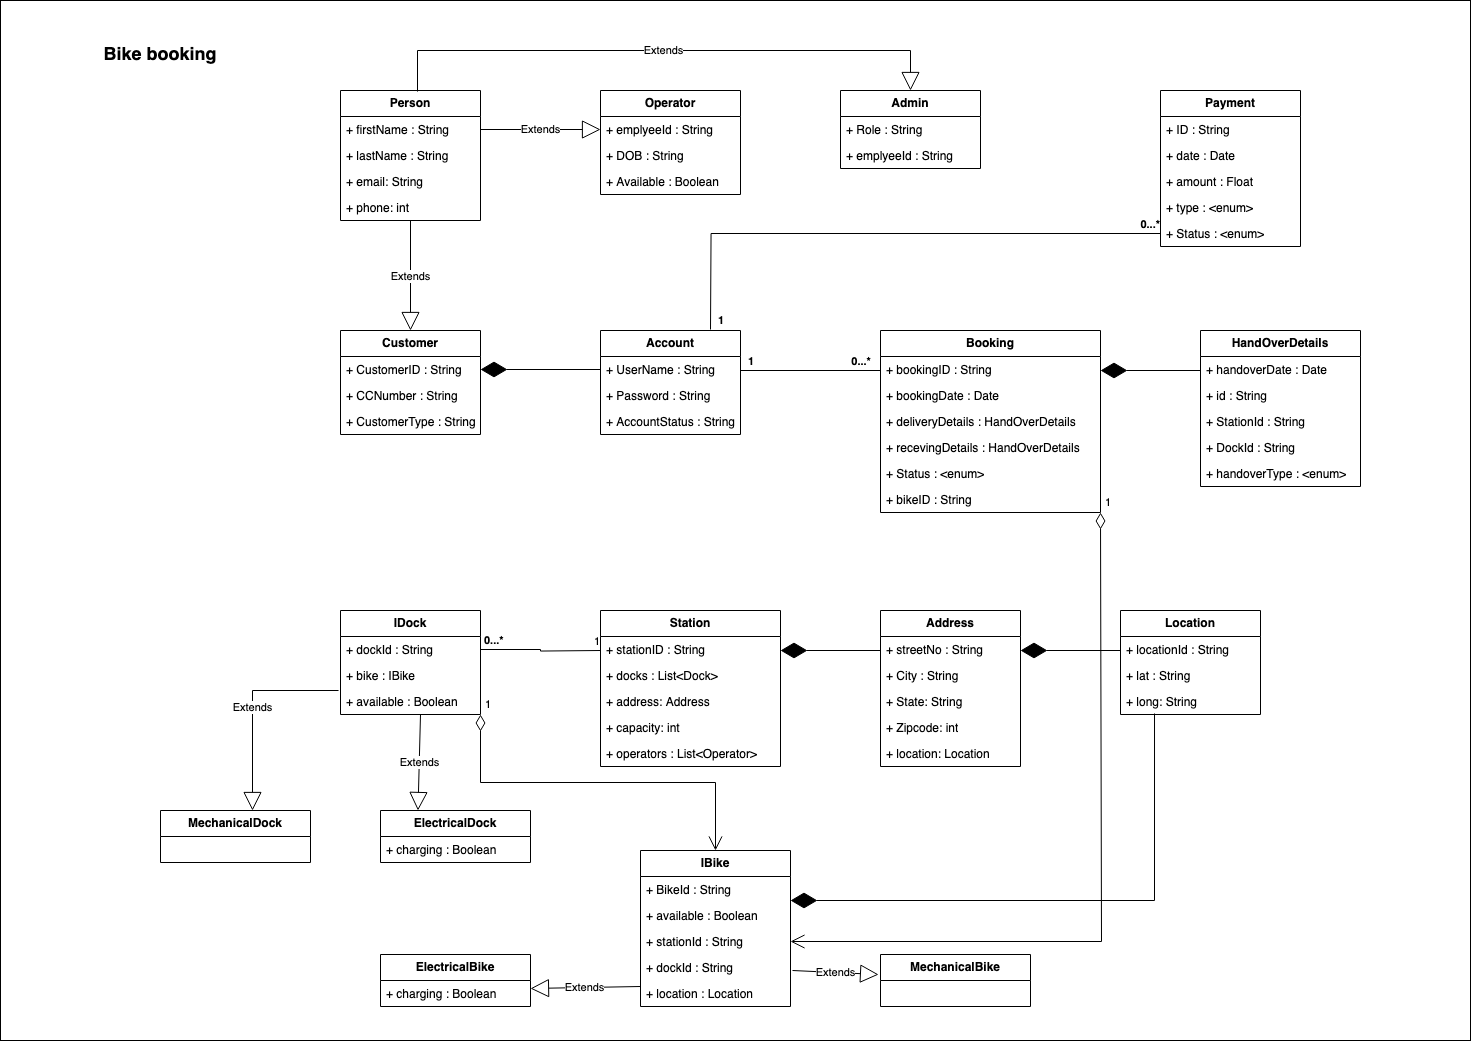 Bike booking
Extends
Person
+ firstName : String
+ lastName : String
+ email: String
+ phone: int
Extends
Operator
+ emplyeeId : String
+ DOB : String
+ Available : Boolean
Admin
+ Role : String
+ emplyeeId : String
Payment
+ ID : String
+ date : Date
+ amount : Float
+ type : <enum>
+ Status : <enum>
0...*
Extends
1
Customer
+ CustomerID : String
+ CCNumber : String
+ CustomerType : String
Account
+ UserName : String
+ Password : String
+ AccountStatus : String
1
0...*
Booking
+ bookingID : String
+ bookingDate : Date
+ deliveryDetails : HandOverDetails
+ recevingDetails : HandOverDetails
+ Status : <enum>
+ bikeID : String
1
HandOverDetails
+ handoverDate : Date
+ id : String
+ StationId : String
+ DockId : String
+ handoverType : <enum>
IDock
+ dockId : String
+ bike : IBike
+ available : Boolean
0...*
1
1
Station
+ stationID : String
+ docks : List<Dock>
+ address: Address
+ capacity: int
+ operators : List<Operator>
Address
+ streetNo : String
+ City : String
+ State: String
+ Zipcode: int
+ location: Location
Location
+ locationId : String
+ lat : String
+ long: String
Extends
Extends
MechanicalDock
ElectricalDock
+ charging : Boolean
IBike
+ BikeId : String
+ available : Boolean
+ stationId : String
+ dockId : String
+ location : Location
ElectricalBike
+ charging : Boolean
Extends
Extends
MechanicalBike